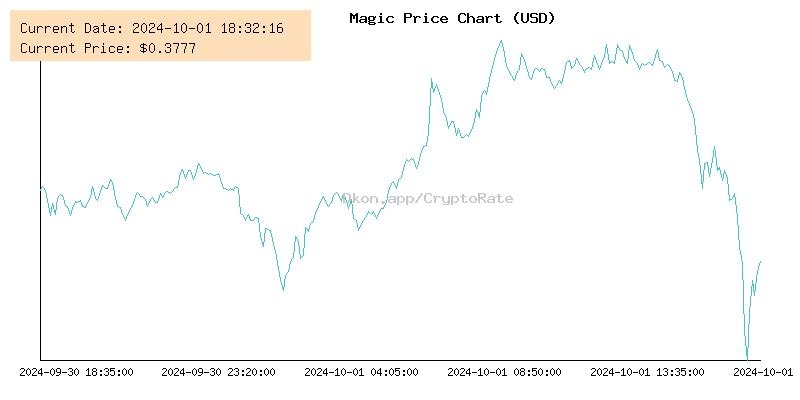 Magic Price Chart (USD)
Current Date: 2024-10-01 18:32:16
Current Price: $0.3777
Dkon.app/CryptoRate
2024-09-30 18:35:00 2024-09-30 23:20:00 2024-10-01 04:05:00 2024-10-01 08:50:00 2024-10-01 13:35:00 2024-10-01